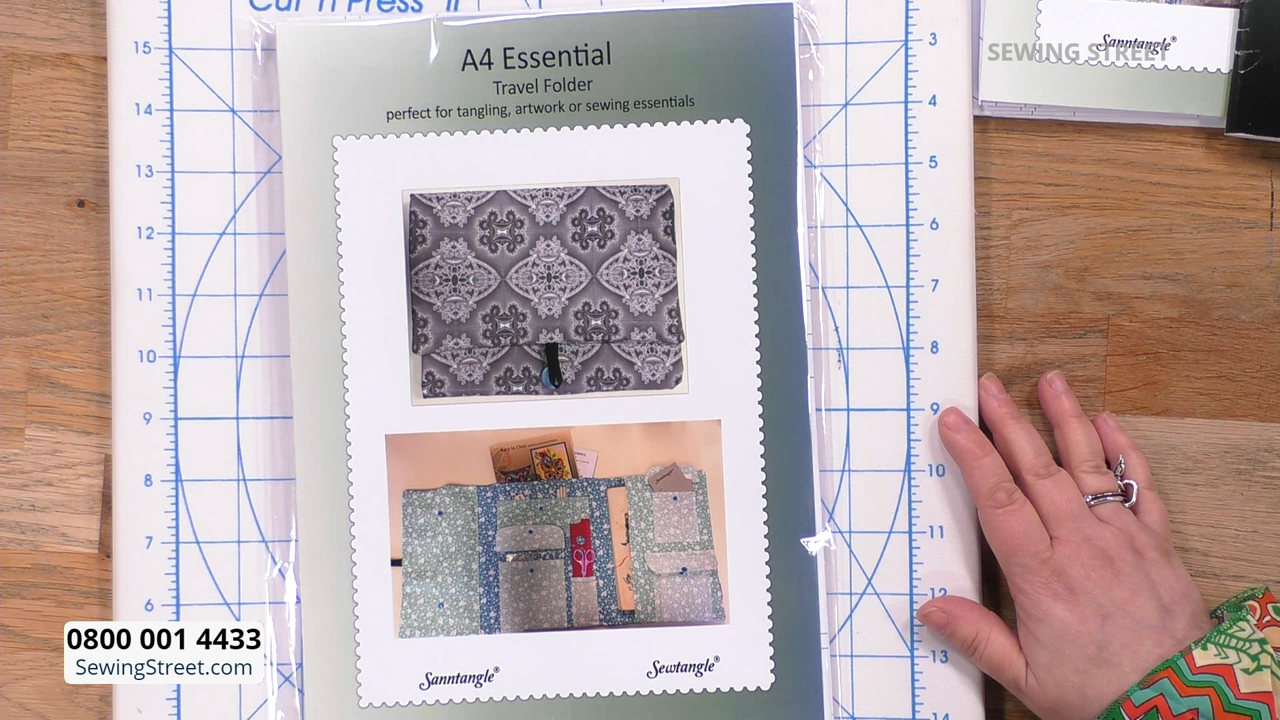 Cut 'n Press II
15
14
13
12
11
10
9
8
7
6
3
4
5
6
7
8
9
10
11
12
13
14
A4 Essential
Travel Folder
perfect for tangling, artwork or sewing essentials
Sanntangle®
Sewtangle®
Sanntangle®
SEWING STREET
0800 001 4433
SewingStreet.com